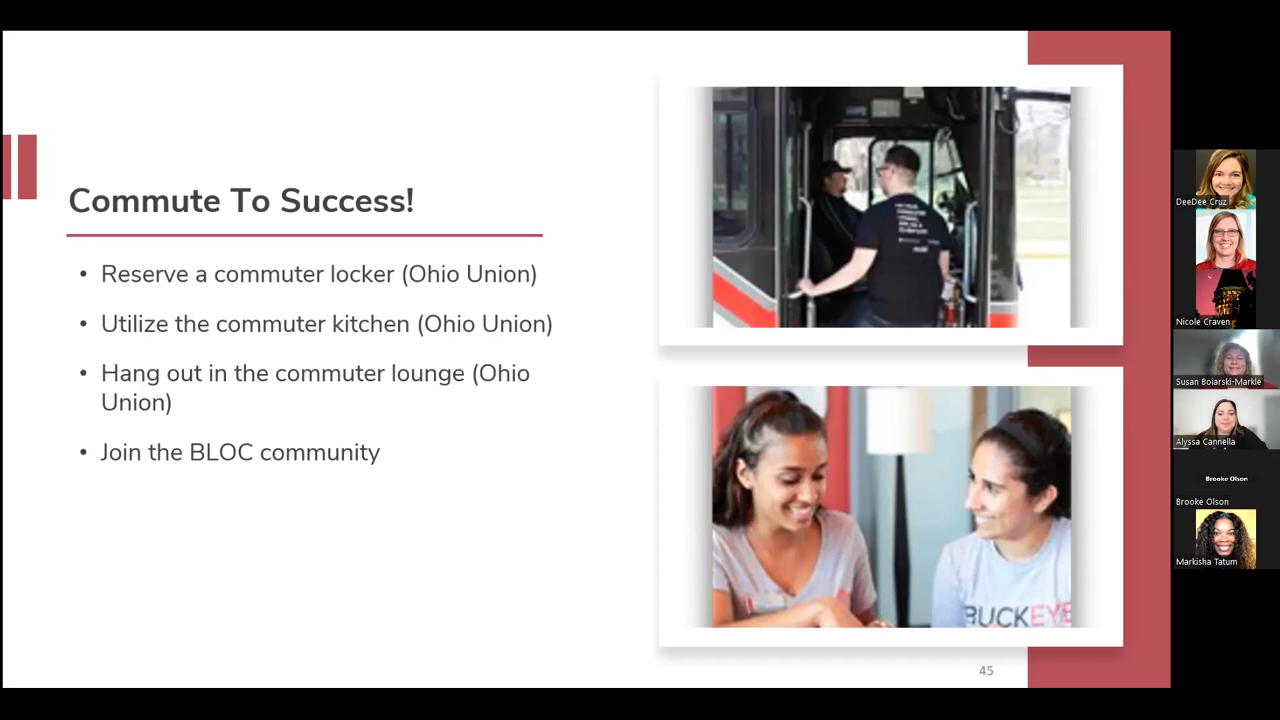 Commute To Success!
• Reserve a commuter locker (Ohio Union)
• Utilize the commuter kitchen (Ohio Union)
• Hang out in the commuter lounge (Ohio
Union)
• Join the BLOC community
BUCKEYE
45
DeeDee Cruz
Nicole Craven
Susan Boiarski-Markle
Alyssa Cannella
Brooke Olson
Brooke Olson
Markisha Tatum